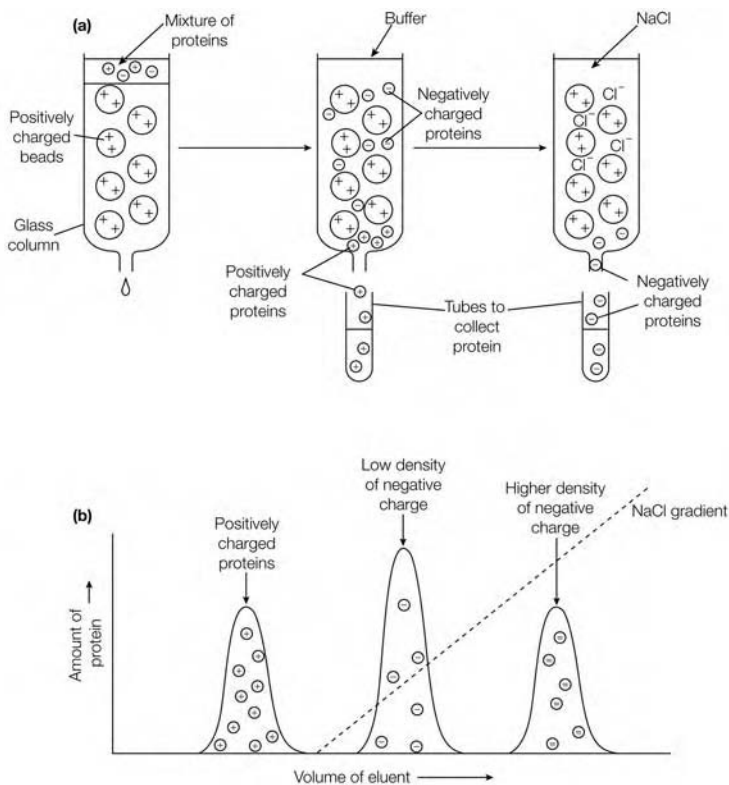 (a)
Mixture of
proteins
Positively
charged
beads
Glass
column
Buffer
Negatively
charged
proteins
Positively
charged proteins
Tubes to
collect
protein
NaCl
Cl⁻
Cl⁻
Cl⁻
Cl⁻
Negatively
charged
proteins
(b)
Positively
charged
proteins
Low density
of negative
charge
Higher density
of negative
charge
NaCl gradient
Amount of
protein
Volume of eluent